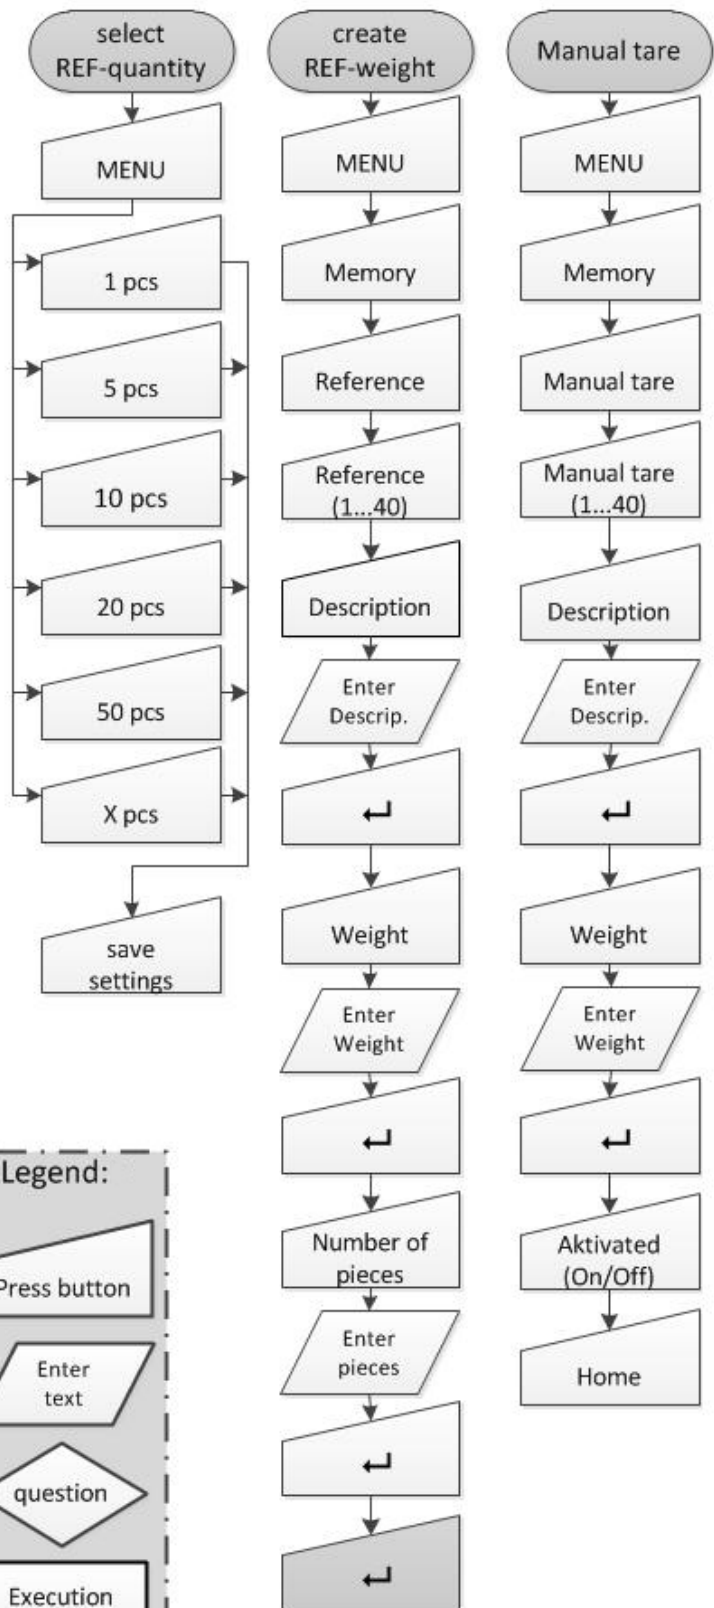 select
REF-quantity
MENU
1 pcs
5 pcs
10 pcs
20 pcs
50 pcs
X pcs
save
settings
create
REF-weight
MENU
Memory
Reference
Reference
(1...40)
Description
Enter
Descrip.
↵
Weight
Enter
Weight
↵
Number of
pieces
Enter
pieces
↵
↵
Manual tare
MENU
Memory
Manual tare
Manual tare
(1...40)
Description
Enter
Descrip.
↵
Weight
Enter
Weight
↵
Aktivated
(On/Off)
Home
Legend:
Press button
Enter
text
question
Execution